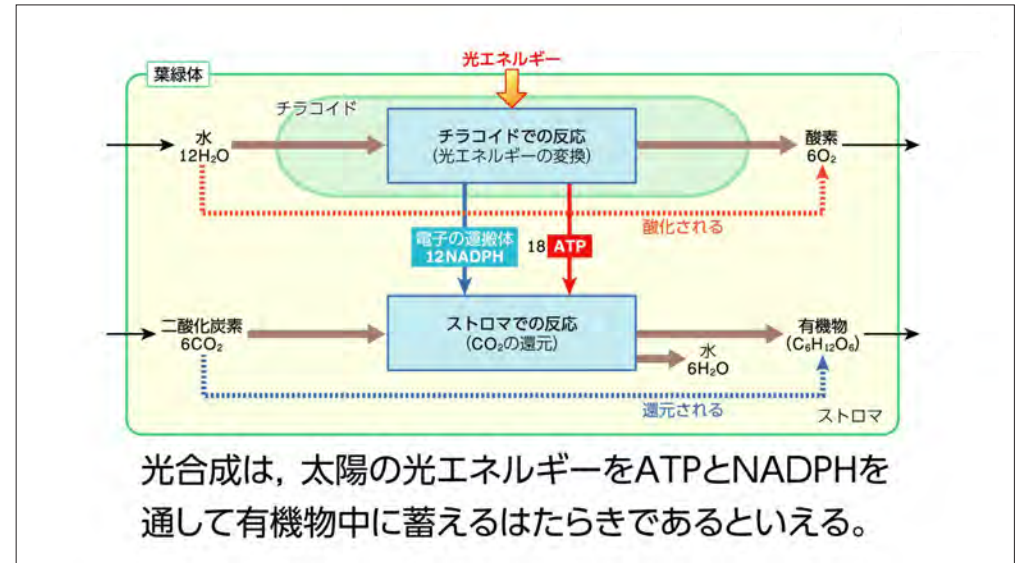 光エネルギー
葉緑体
チラコイド
水
12H₂O
チラコイドでの反応
(光エネルギーの変換)
酸素
6O₂
酸化される
電子の運搬体
12NADPH
18 ATP
二酸化炭素
6CO₂
ストロマでの反応
(CO₂の還元)
有機物
(C₆H₁₂O₆)
水
6H₂O
還元される
ストロマ
光合成は, 太陽の光エネルギーをATPとNADPHを
通して有機物中に蓄えるはたらきであるといえる。